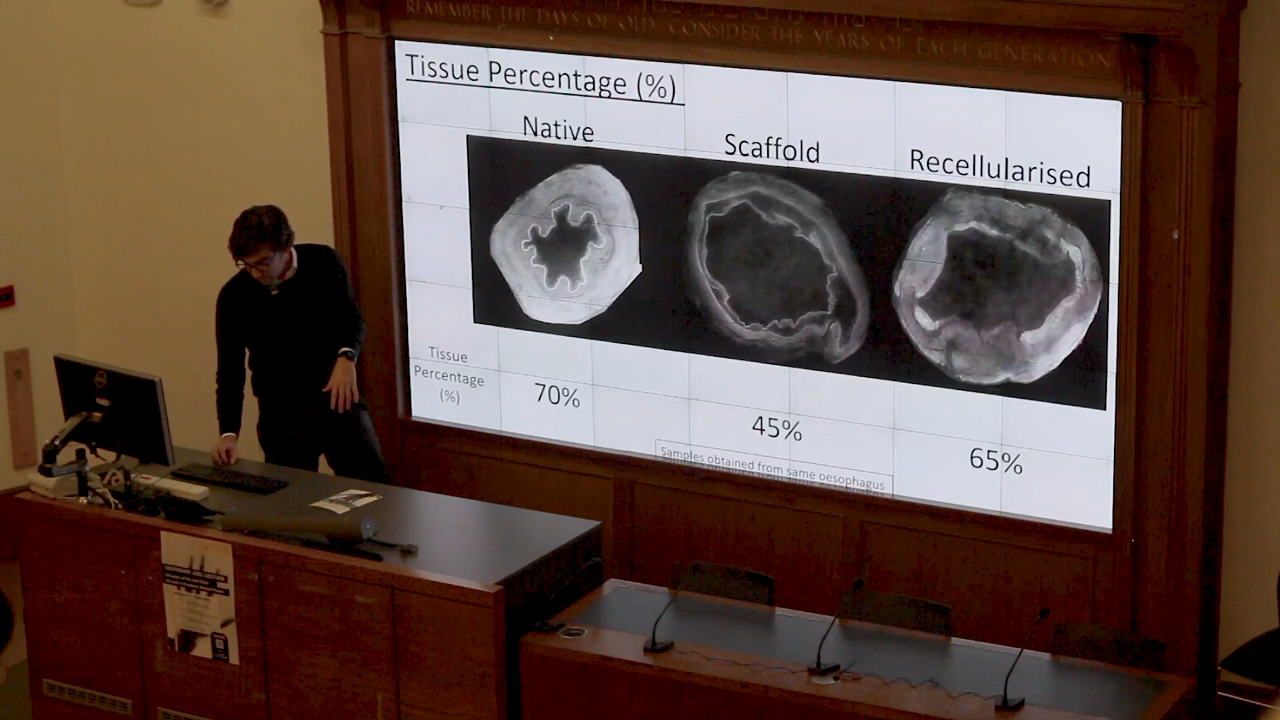 REMEMBER THE DAYS OF OLD CONSIDER THE YEARS OF EACH GENERATION
Tissue Percentage (%)
Native
Scaffold
Recellularised
Tissue
Percentage
(%)
70%
45%
65%
Samples obtained from same oesophagus
DELL